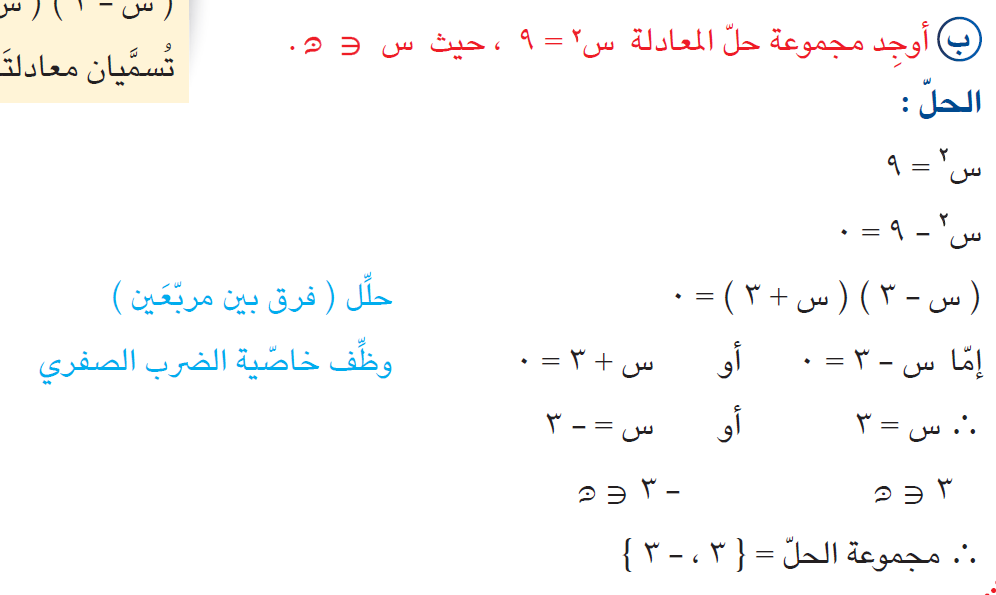 ( س – ٣ ) ( س
تُسمَّيان معادلتَ
ب أوجِد مجموعة حلّ المعادلة س٢ = ٩ ، حيث س ∈ ن .
الحلّ :
س٢ = ٩
س٢ – ٩ = ٠
( س – ٣ ) ( س + ٣ ) = ٠ حلِّل ( فرق بين مربّعَين )
إمّا س – ٣ = ٠ أو س + ٣ = ٠ وظِّف خاصّية الضرب الصفري
∴ س = ٣ أو س = – ٣
٣ ∈ ن – ٣ ∈ ن
∴ مجموعة الحلّ = { ٣ ، – ٣ }